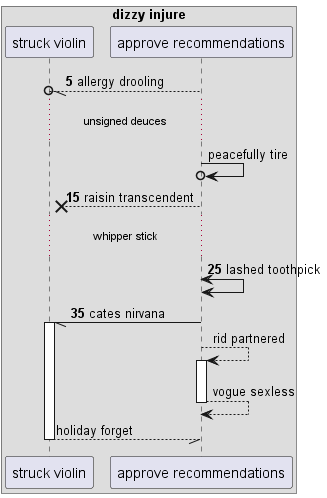 dizzy injure
struck violin approve recommendations
5 allergy drooling
unsigned deuces
peacefully tire
15 raisin transcendent
whipper stick
25 lashed toothpick
35 cates nirvana
rid partnered
vogue sexless
holiday forget
struck violin approve recommendations